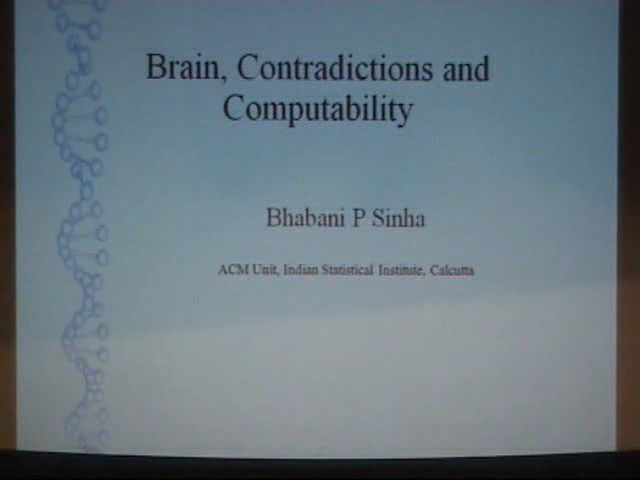 Brain, Contradictions and
Computability
Bhabani P Sinha
ACM Unit, Indian Statistical Institute, Calcutta